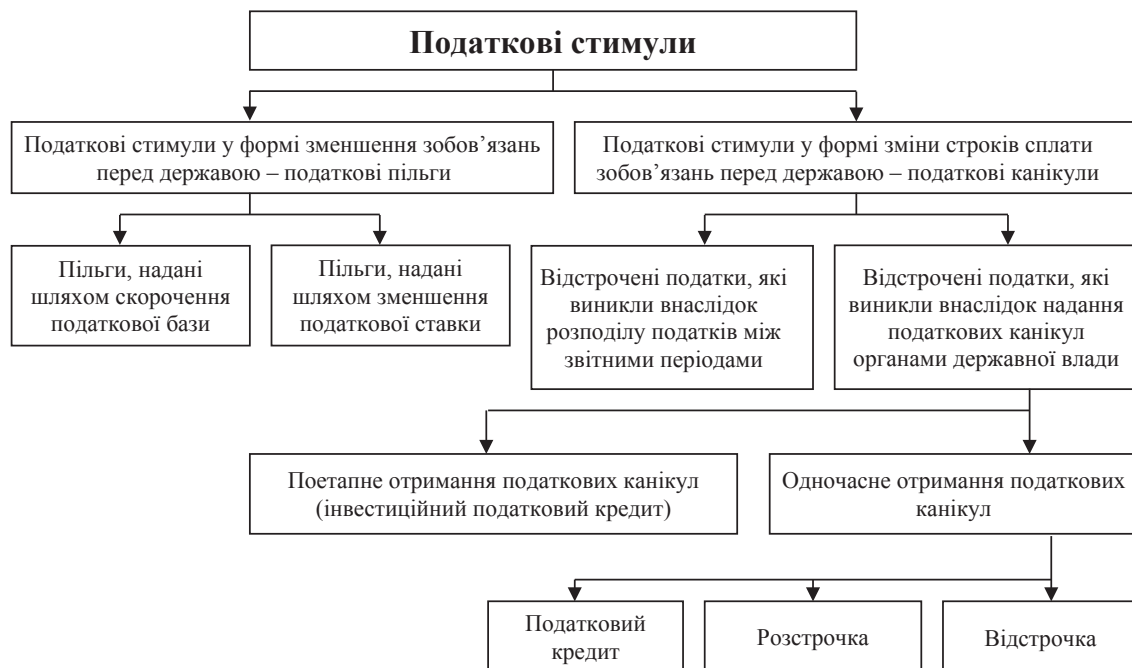 Податкові стимули
Податкові стимули у формі зменшення зобов’язань
перед державою – податкові пільги
Податкові стимули у формі зміни строків сплати
зобов’язань перед державою – податкові канікули
Пільги, надані
шляхом скорочення
податкової бази
Пільги, надані
шляхом зменшення
податкової ставки
Відстрочені податки, які
виникли внаслідок
розподілу податків між
звітними періодами
Відстрочені податки, які
виникли внаслідок надання
податкових канікул
органами державної влади
Поетапне отримання податкових канікул
(інвестиційний податковий кредит)
Одночасне отримання податкових
канікул
Податковий
кредит
Розстрочка
Відстрочка